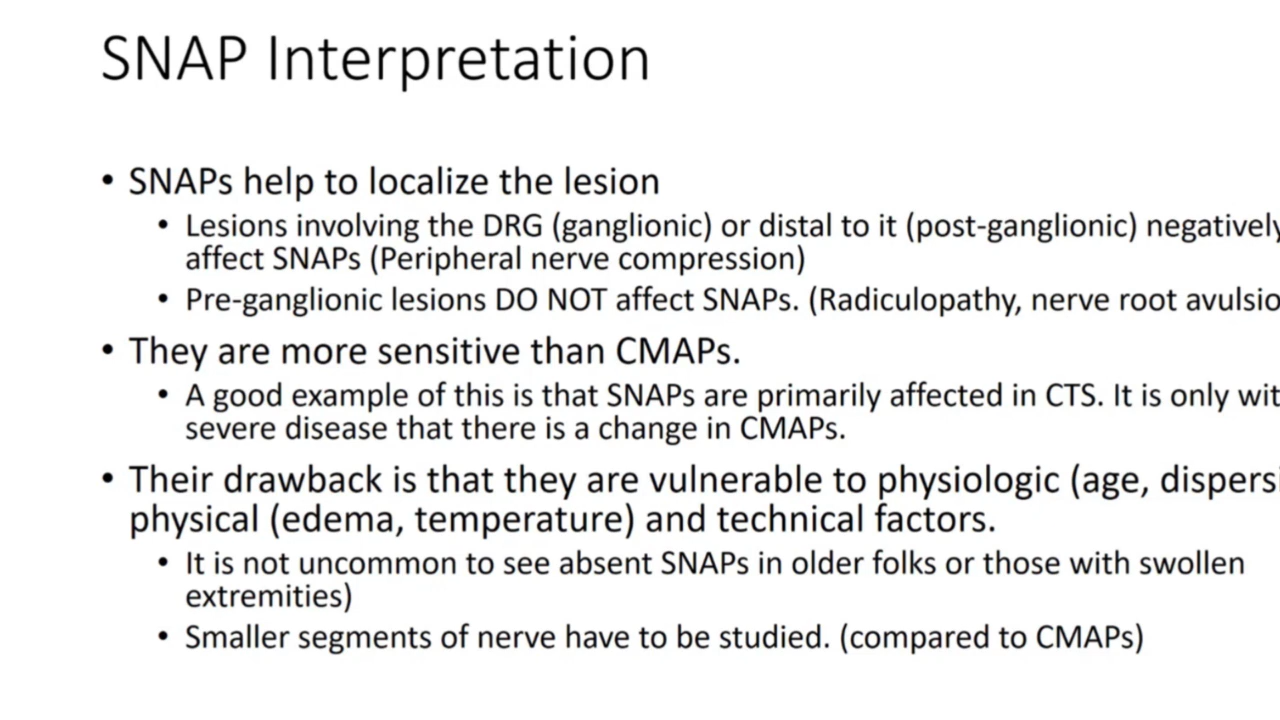 SNAP Interpretation
• SNAPs help to localize the lesion
• Lesions involving the DRG (ganglionic) or distal to it (post-ganglionic) negatively
affect SNAPs (Peripheral nerve compression)
• Pre-ganglionic lesions DO NOT affect SNAPs. (Radiculopathy, nerve root avulsio
• They are more sensitive than CMAPs.
• A good example of this is that SNAPs are primarily affected in CTS. It is only wit
severe disease that there is a change in CMAPs.
• Their drawback is that they are vulnerable to physiologic (age, dispersi
physical (edema, temperature) and technical factors.
• It is not uncommon to see absent SNAPs in older folks or those with swollen
extremities)
• Smaller segments of nerve have to be studied. (compared to CMAPs)